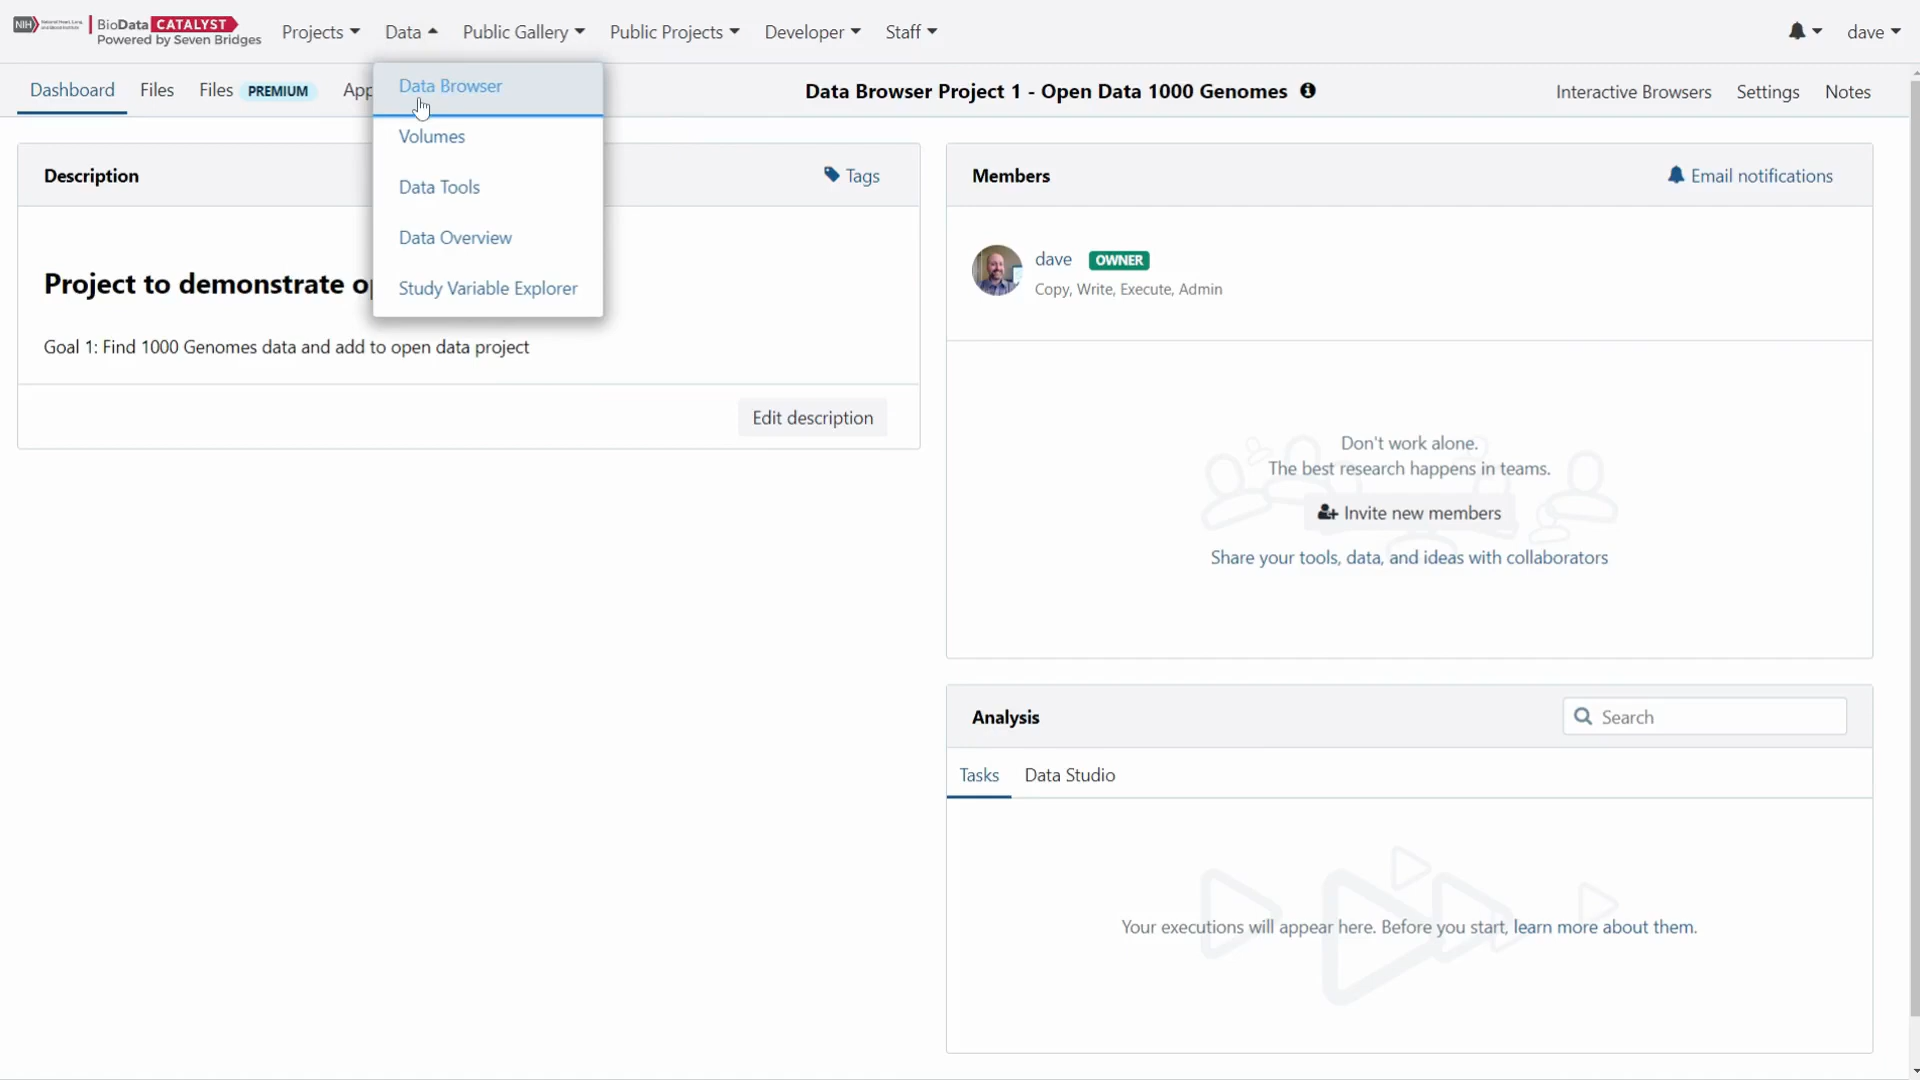 NIH BioData CATALYST
Powered by Seven Bridges
Projects Data Public Gallery Public Projects Developer Staff dave
Dashboard Files Files PREMIUM App Data Browser Project 1 - Open Data 1000 Genomes Interactive Browsers Settings Notes
Data Browser
Volumes
Data Tools
Data Overview
Study Variable Explorer
Description Tags
Project to demonstrate op
Goal 1: Find 1000 Genomes data and add to open data project
Edit description
Members Email notifications
dave OWNER
Copy, Write, Execute, Admin
Don't work alone.
The best research happens in teams.
Invite new members
Share your tools, data, and ideas with collaborators
Analysis Search
Tasks Data Studio
Your executions will appear here. Before you start, learn more about them.